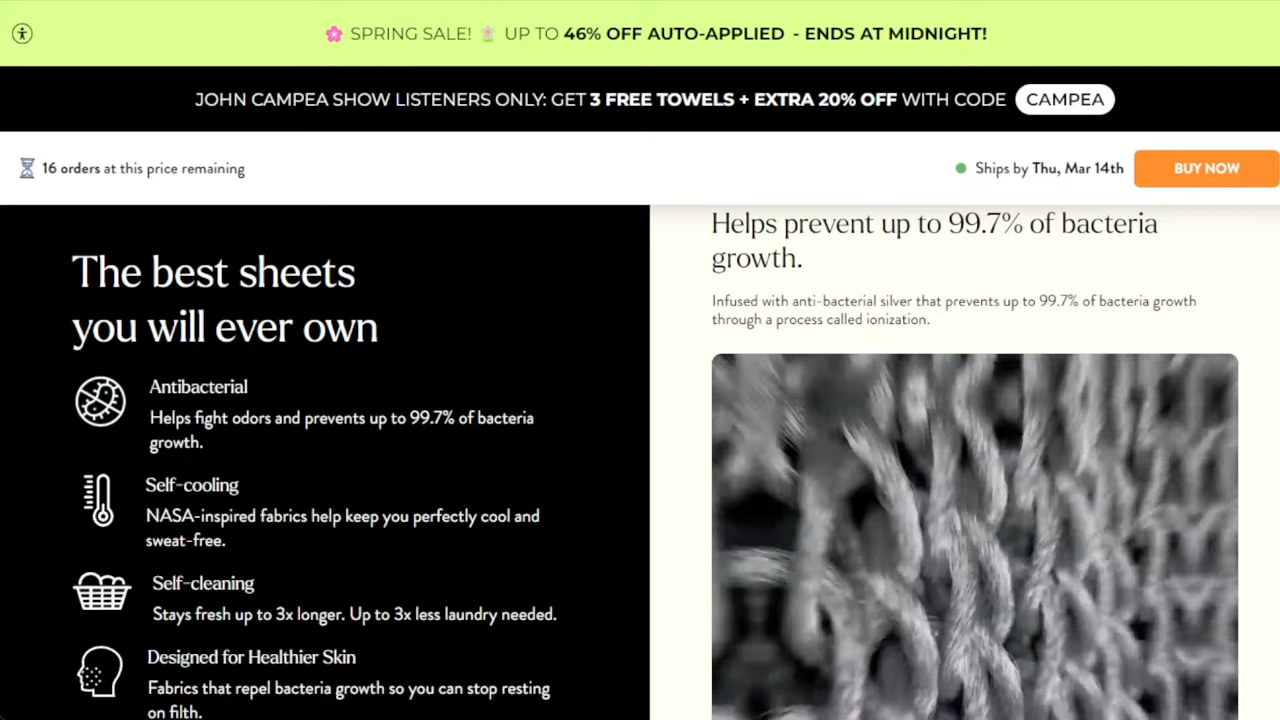 🌸 SPRING SALE! UP TO 46% OFF AUTO-APPLIED - ENDS AT MIDNIGHT!
JOHN CAMPEA SHOW LISTENERS ONLY: GET 3 FREE TOWELS + EXTRA 20% OFF WITH CODE CAMPEA
16 orders at this price remaining
Ships by Thu, Mar 14th
BUY NOW
The best sheets
you will ever own
Antibacterial
Helps fight odors and prevents up to 99.7% of bacteria
growth.
Self-cooling
NASA-inspired fabrics help keep you perfectly cool and
sweat-free.
Self-cleaning
Stays fresh up to 3x longer. Up to 3x less laundry needed.
Designed for Healthier Skin
Fabrics that repel bacteria growth so you can stop resting
on filth.
Helps prevent up to 99.7% of bacteria
growth.
Infused with anti-bacterial silver that prevents up to 99.7% of bacteria growth
through a process called ionization.